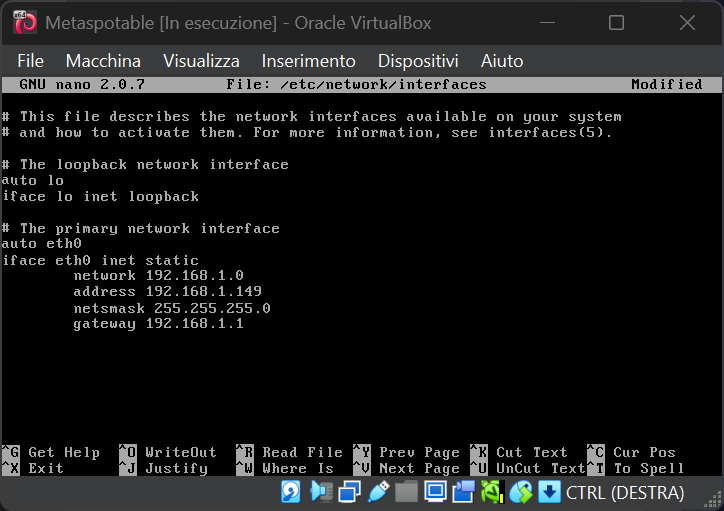 Metaspotable [In esecuzione] - Oracle VirtualBox
File Macchina Visualizza Inserimento Dispositivi Aiuto
GNU nano 2.0.7 File: /etc/network/interfaces Modified
# This file describes the network interfaces available on your system
# and how to activate them. For more information, see interfaces(5).
# The loopback network interface
auto lo
iface lo inet loopback
# The primary network interface
auto eth0
iface eth0 inet static
network 192.168.1.0
address 192.168.1.149
netsmask 255.255.255.0
gateway 192.168.1.1
^G Get Help ^O WriteOut ^R Read File ^Y Prev Page ^K Cut Text ^C Cur Pos
^X Exit ^J Justify ^W Where Is ^V Next Page ^U UnCut Text ^T To Spell
CTRL (DESTRA)